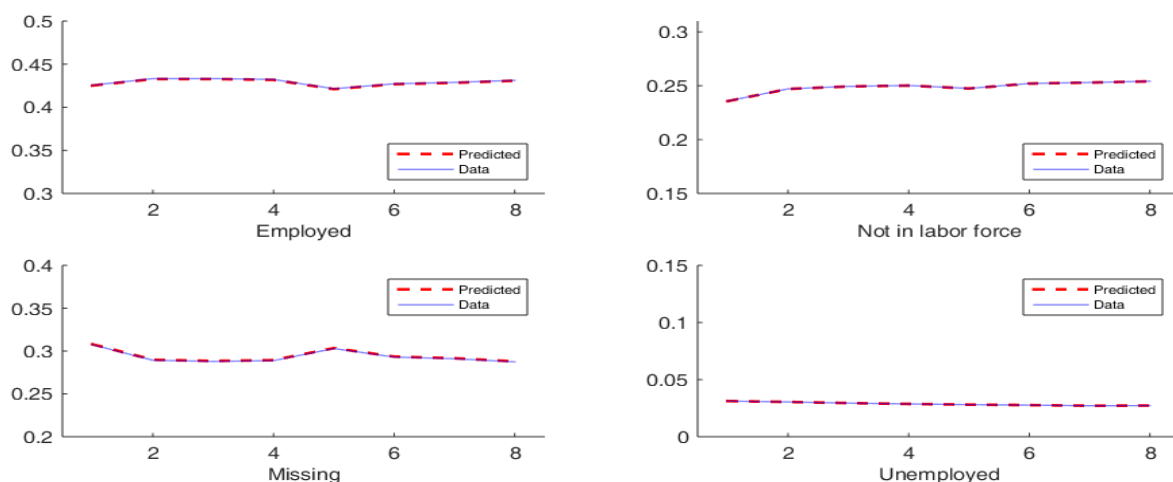 0.5
0.45
0.4
0.35
0.3
Predicted
Data
2 4 6 8
Employed
0.3
0.25
0.2
0.15
Predicted
Data
2 4 6 8
Not in labor force
0.4
0.35
0.3
0.25
0.2
Predicted
Data
2 4 6 8
Missing
0.15
0.1
0.05
0
Predicted
Data
2 4 6 8
Unemployed